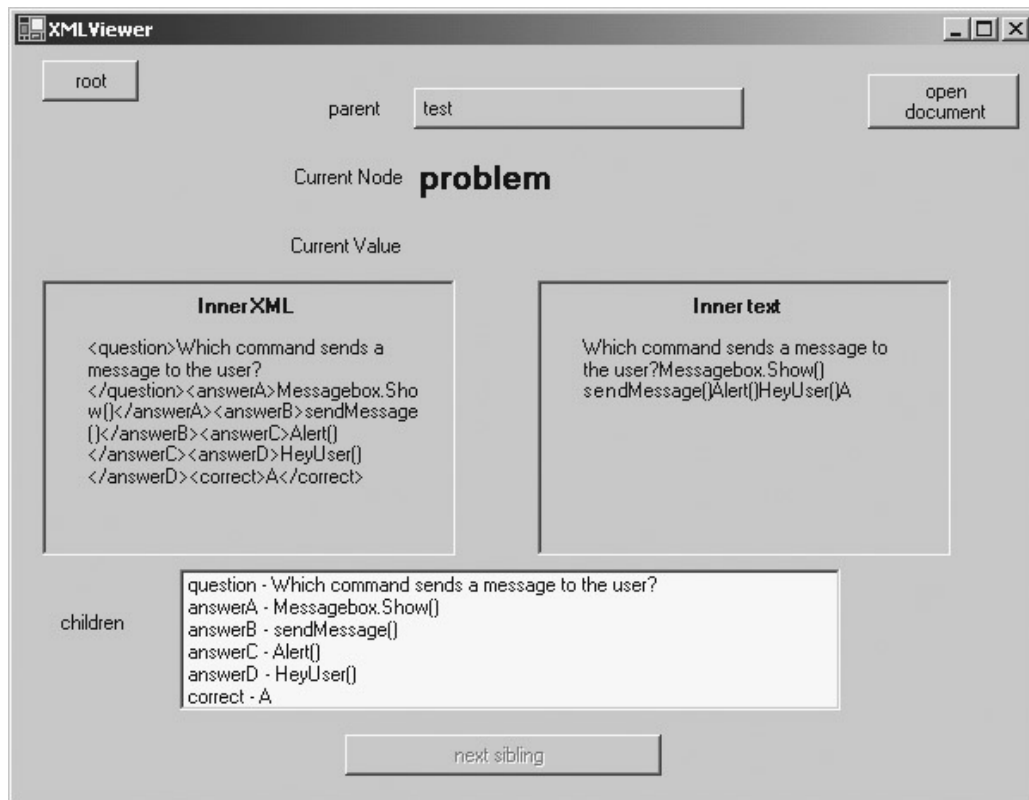 XMLViewer
root
parent
test
open
document
Current Node
problem
Current Value
InnerXML
<question>Which command sends a
message to the user?
</question><answerA>Messagebox.Sho
w()</answerA><answerB>sendMessage
()</answerB><answerC>Alert()
</answerC><answerD>HeyUser()
</answerD><correct>A</correct>
Inner text
Which command sends a message to
the user?Messagebox.Show()
sendMessage()Alert()HeyUser()A
children
question - Which command sends a message to the user?
answerA - Messagebox.Show()
answerB - sendMessage()
answerC - Alert()
answerD - HeyUser()
correct - A
next sibling